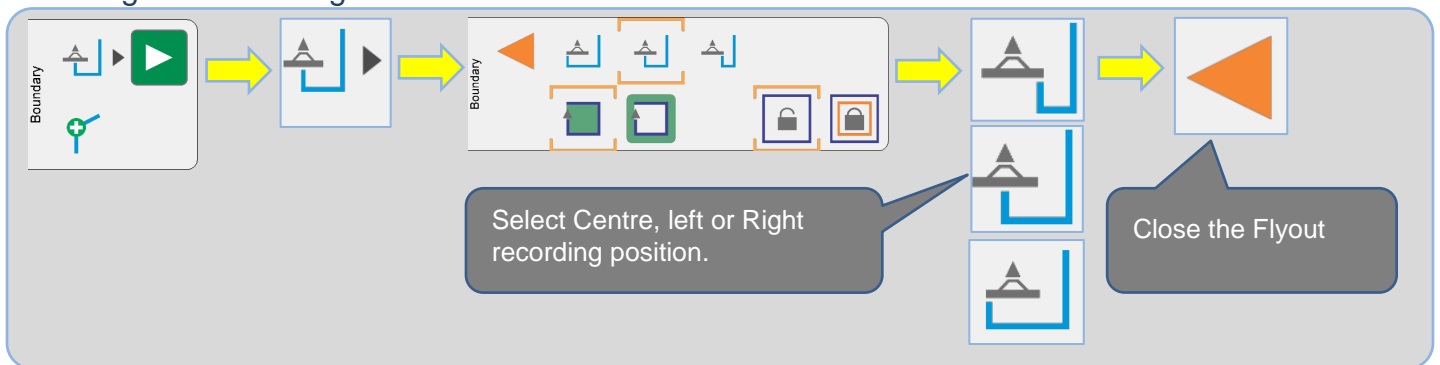 Boundary
Boundary
Select Centre, left or Right
recording position.
Close the Flyout